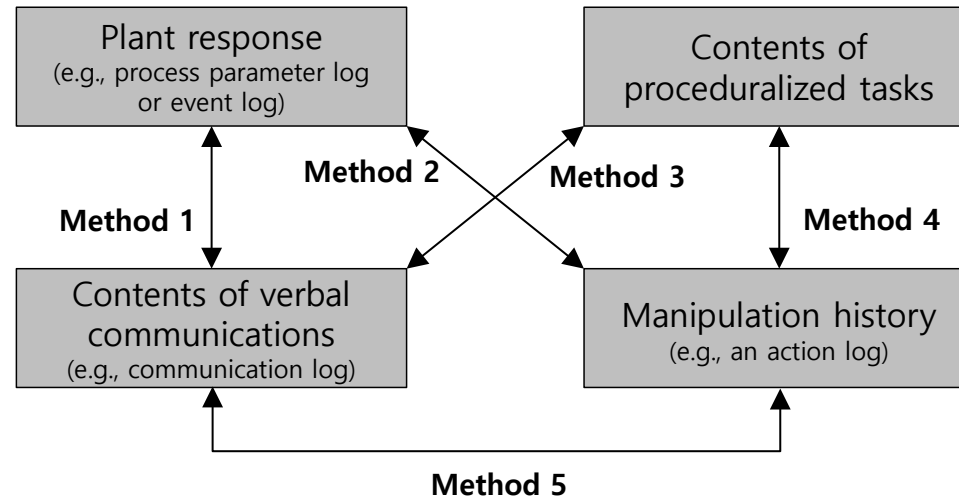 Plant response
(e.g., process parameter log
or event log)
Contents of
proceduralized tasks
Method 2
Method 3
Method 1
Method 4
Contents of verbal
communications
(e.g., communication log)
Manipulation history
(e.g., an action log)
Method 5